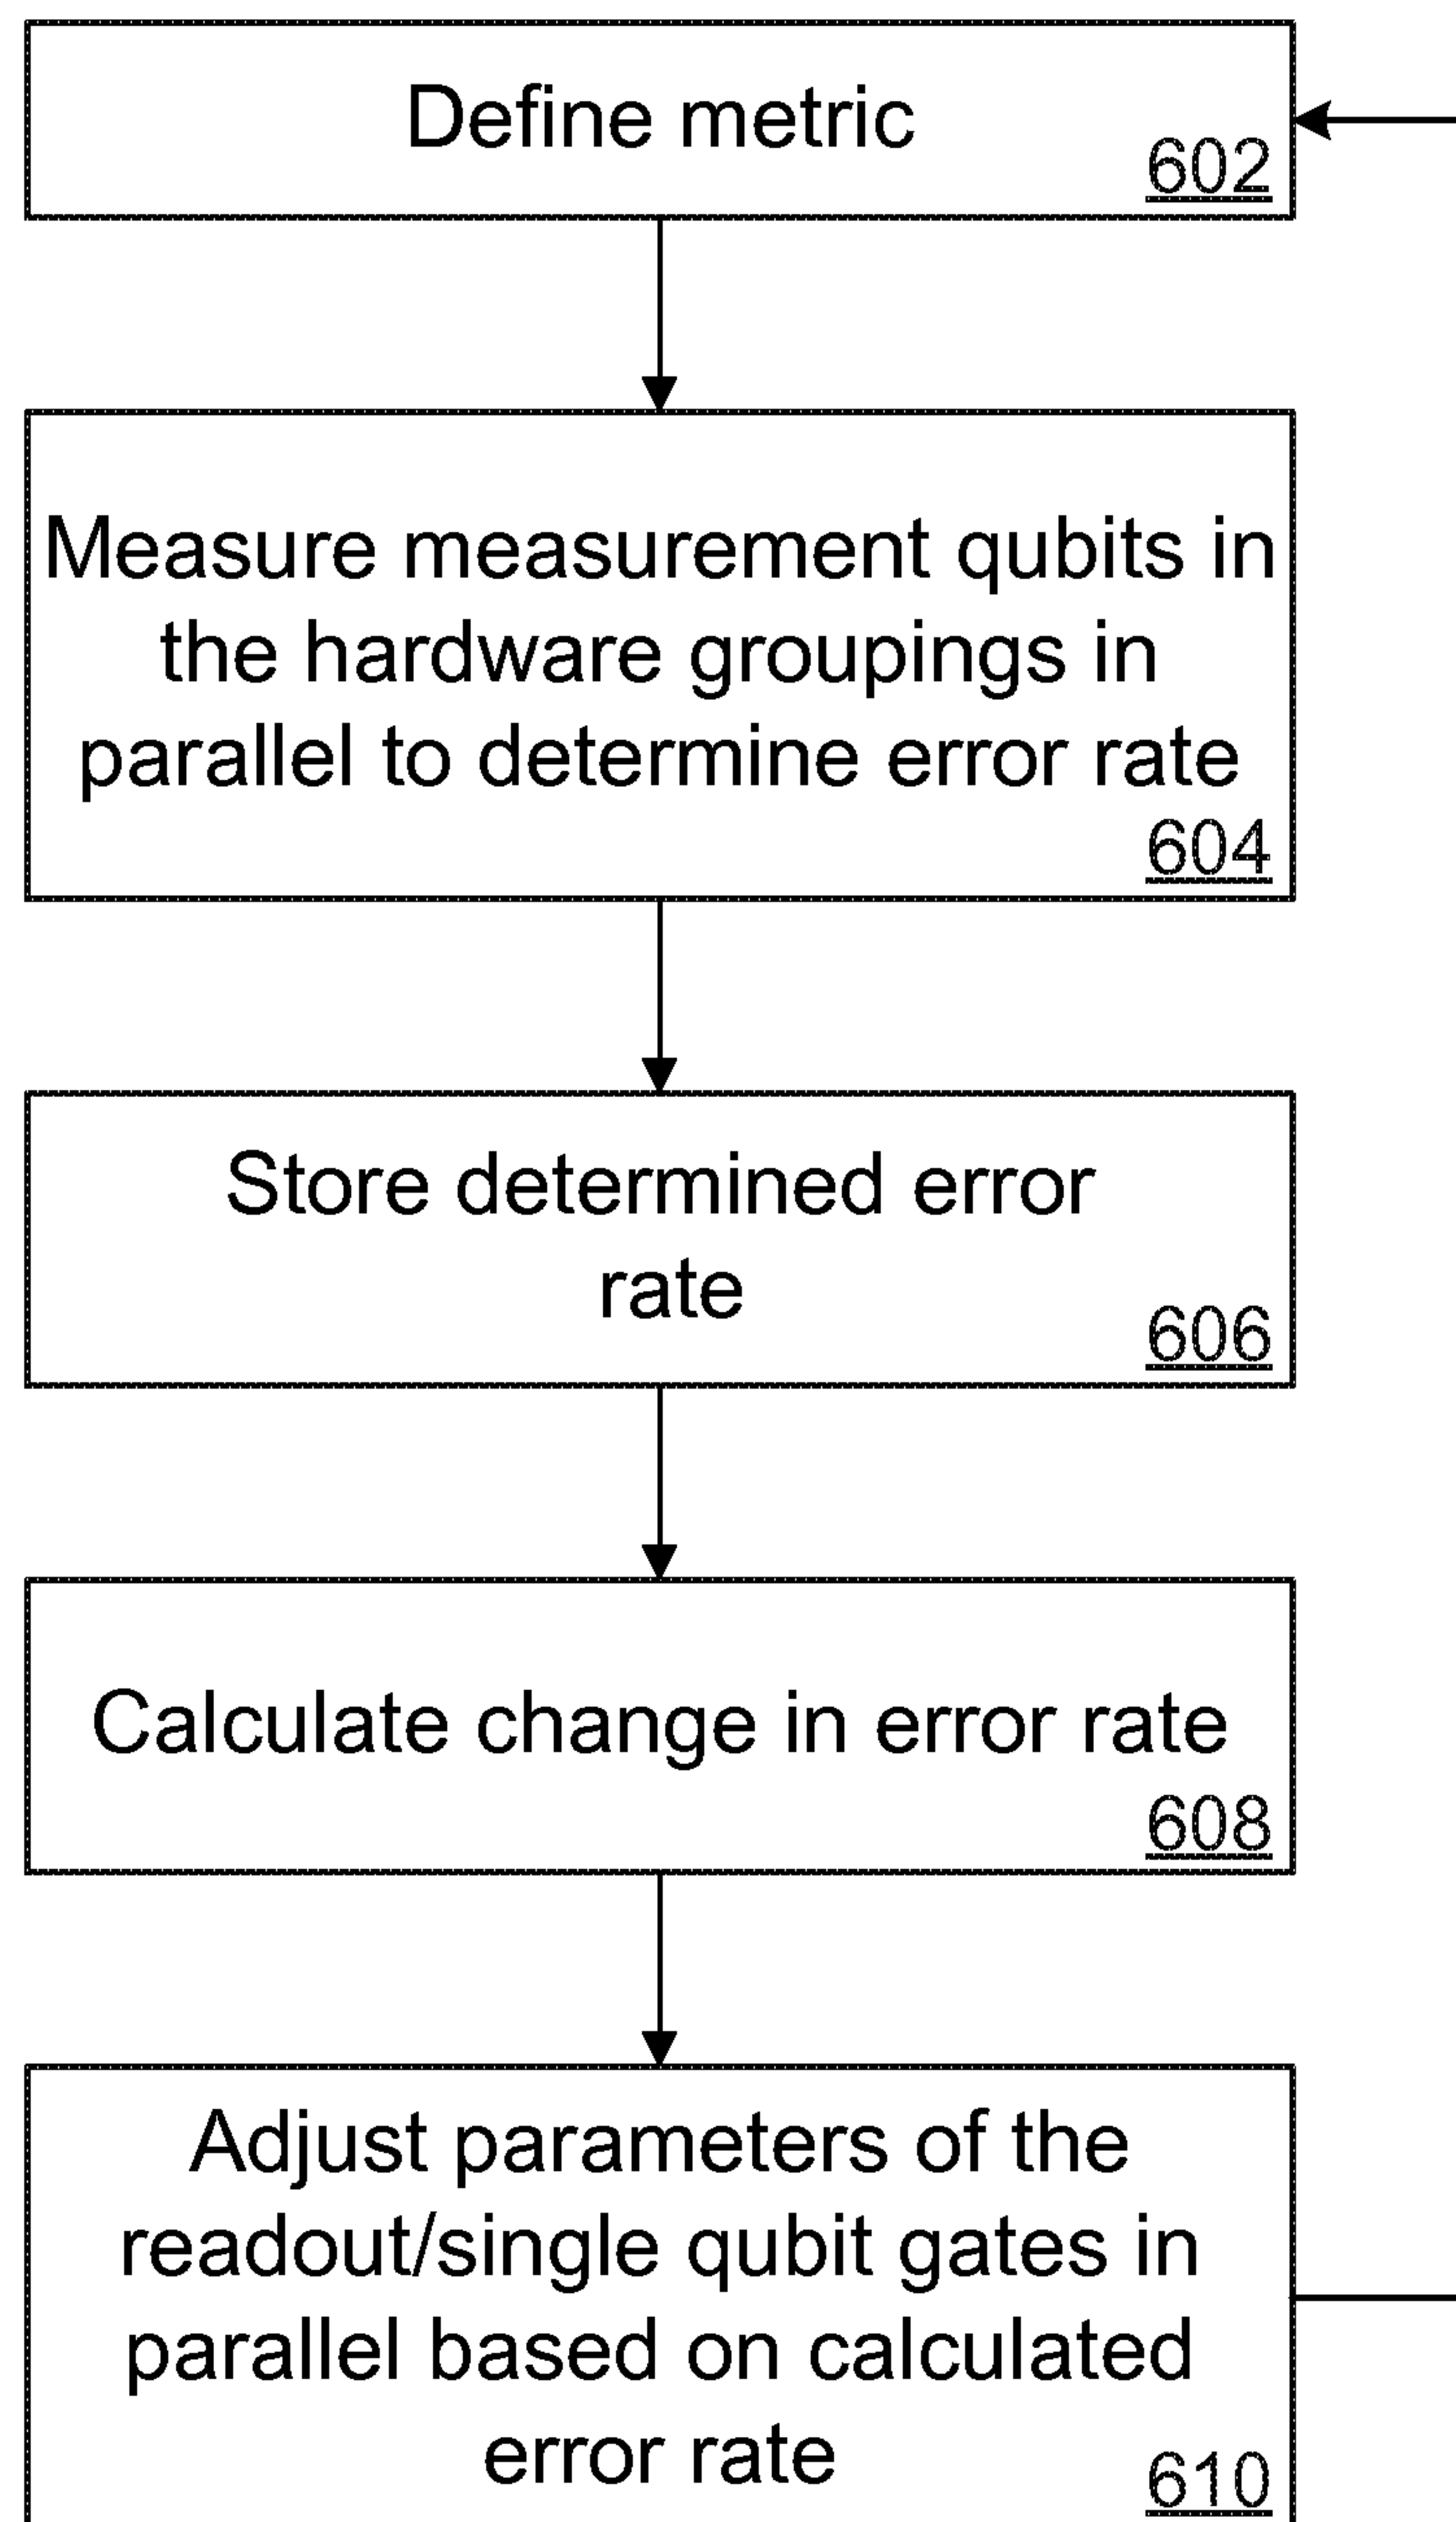 Define metric
602
Measure measurement qubits in
the hardware groupings in
parallel to determine error rate
604
Store determined error
rate
606
Calculate change in error rate
608
Adjust parameters of the
readout/single qubit gates in
parallel based on calculated
error rate
610